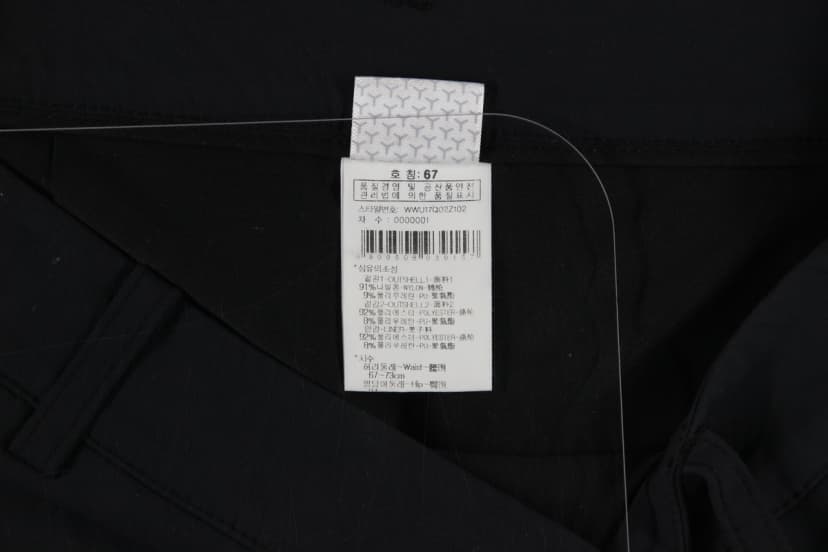 호 칭: 67
품질경영 및 공산품안전
관리법에 의한 품질표시
스타일번호: WWU17Q02Z102
차 수 : 0000001
*섬유의조성
겉감1-OUTSHELL1-面料1
91%나일론-NYLON-锦纶
9%폴리우레탄-PU-聚氨酯
겉감2-OUTSHELL2-面料2
92%폴리에스터-POLYESTER-涤纶
8%폴리우레탄-PU-聚氨酯
안감-LINER-里子料
92%폴리에스터-POLYESTER-涤纶
8%폴리우레탄-PU-聚氨酯
*치수
허리둘레-Waist-腰围
67~73cm
엉덩이둘레-Hip-臀围